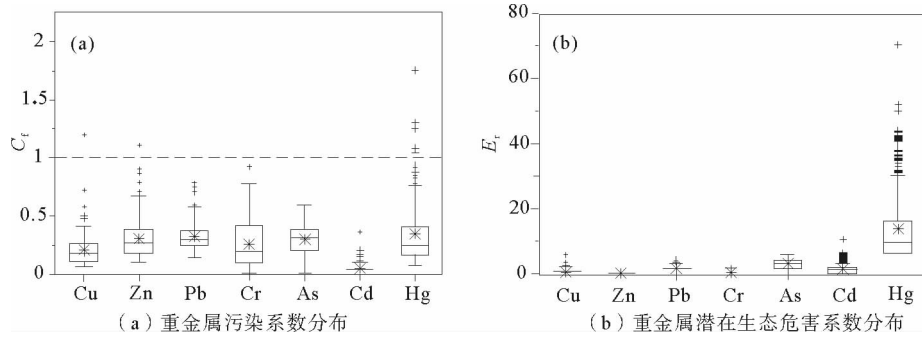 (a)
2
1.5
1
0.5
0
C_f
Cu Zn Pb Cr As Cd Hg
（a）重金属污染系数分布
(b)
80
60
40
20
0
E_r
Cu Zn Pb Cr As Cd Hg
（b）重金属潜在生态危害系数分布